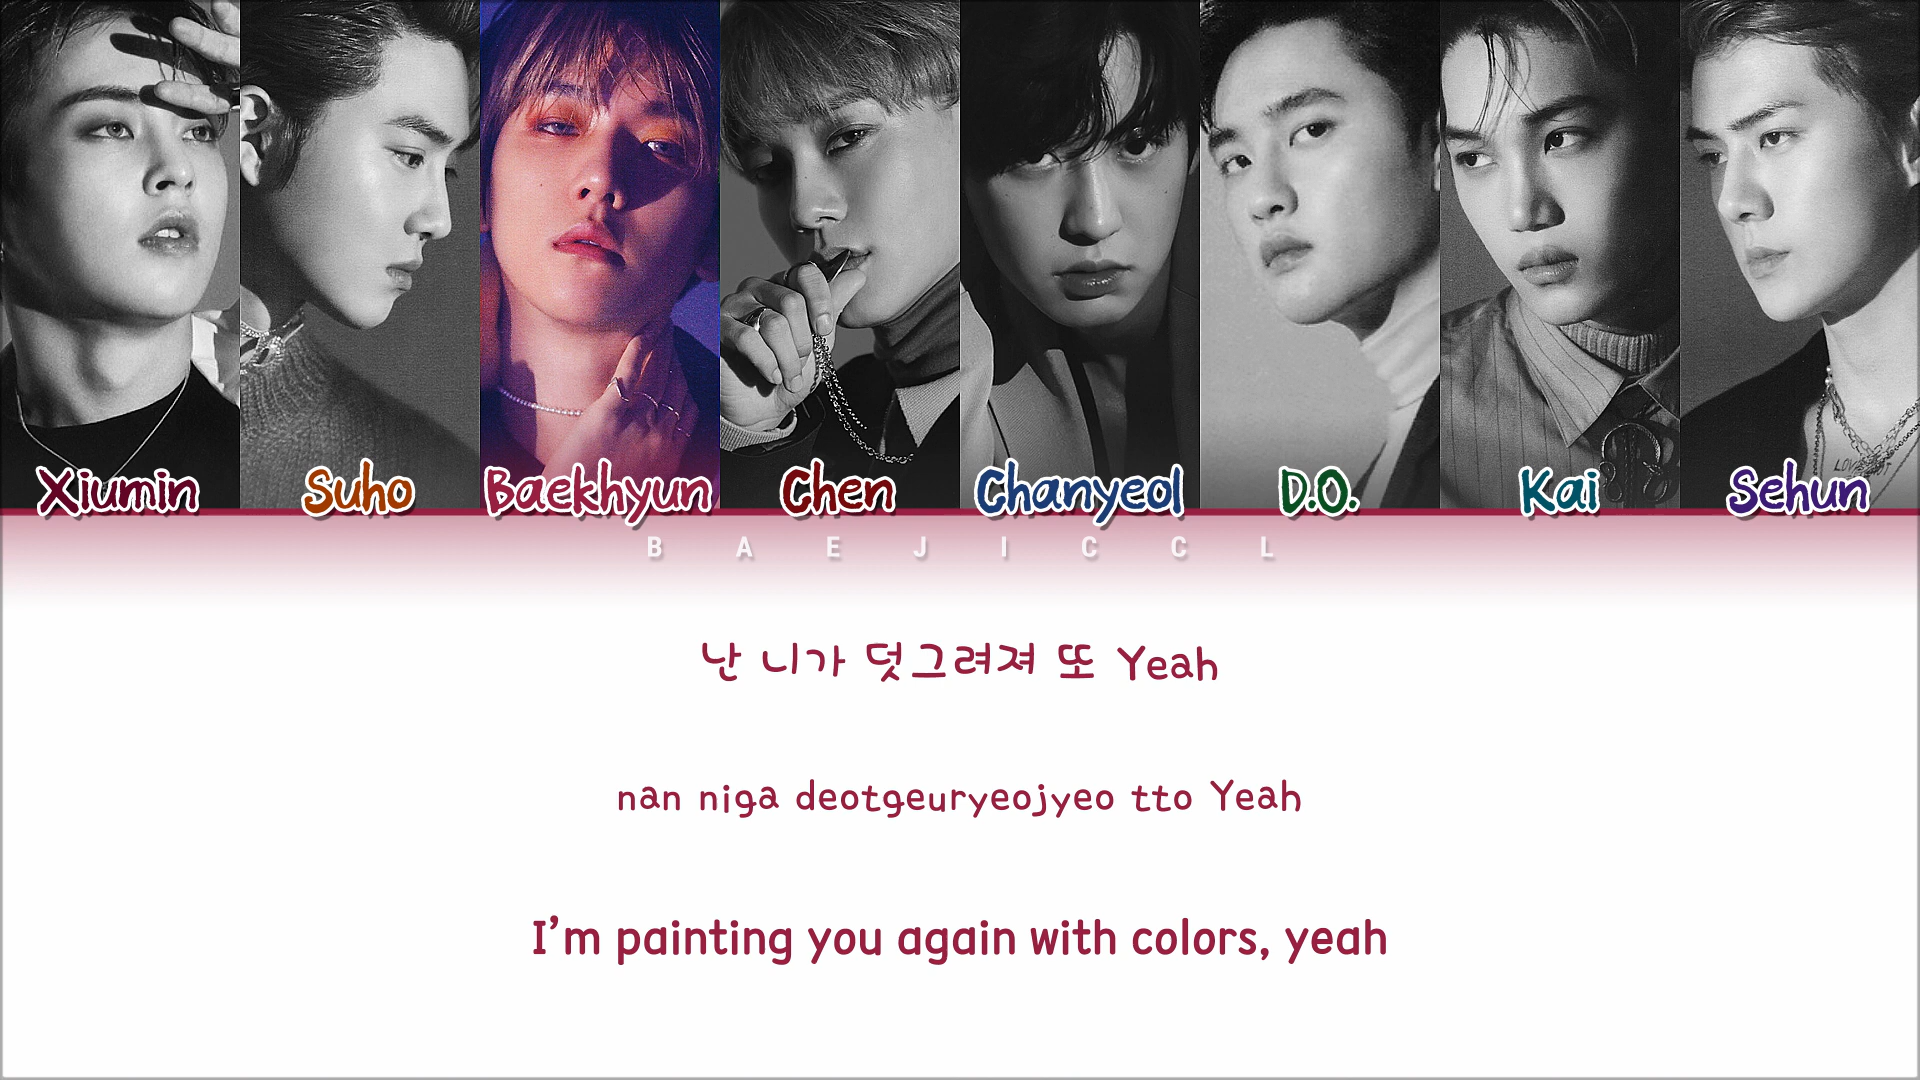 Xiumin Suho Baekhyun Chen Chanyeol D.O. Kai Sehun
BAEJICCL
난 니가 덧그려져 또 Yeah
nan niga deotgeuryeojyeo tto Yeah
I'm painting you again with colors, yeah